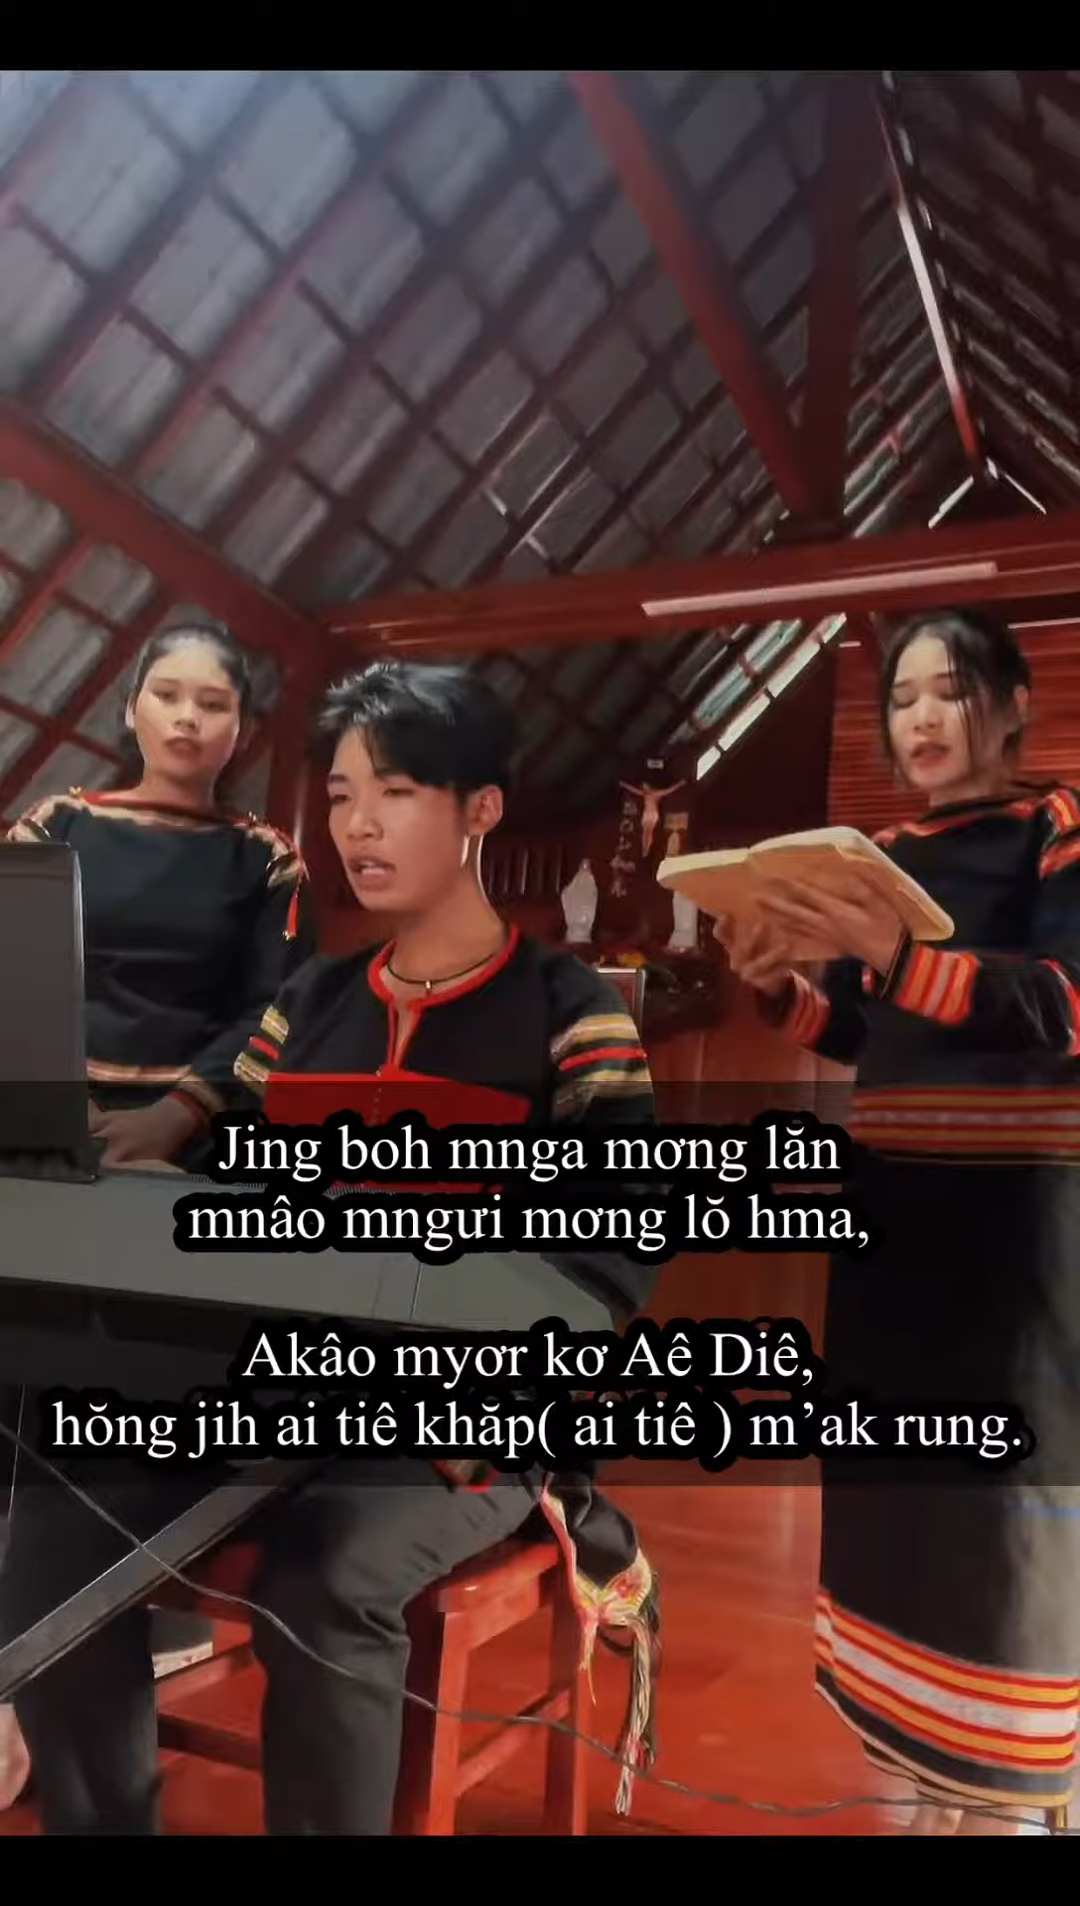 Jing boh mnga mơng lăn
mnâo mngưi mơng lŏ hma,
Akâo myơr kơ Aê Diê,
hŏng jih ai tiê khăp( ai tiê ) m’ak rung.